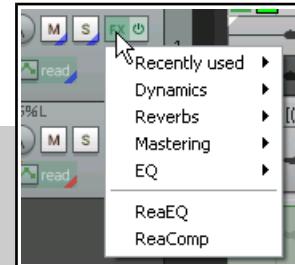 M S FX
read
Recently used
Dynamics
5%L
Reverbs
M S
Mastering
read
EQ
ReaEQ
ReaComp